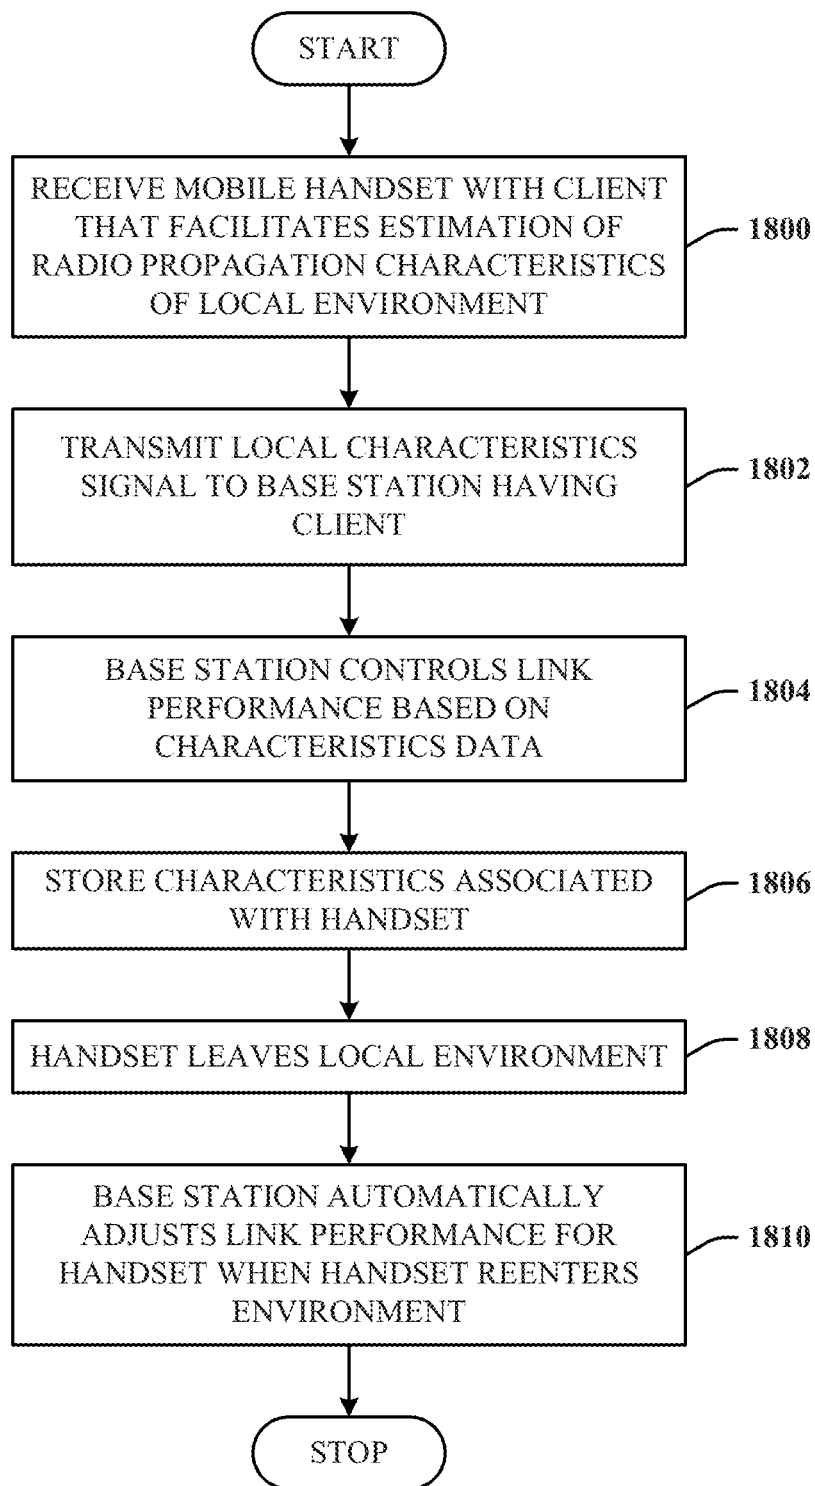 START
RECEIVE MOBILE HANDSET WITH CLIENT
THAT FACILITATES ESTIMATION OF
RADIO PROPAGATION CHARACTERISTICS
OF LOCAL ENVIRONMENT
1800
TRANSMIT LOCAL CHARACTERISTICS
SIGNAL TO BASE STATION HAVING
CLIENT
1802
BASE STATION CONTROLS LINK
PERFORMANCE BASED ON
CHARACTERISTICS DATA
1804
STORE CHARACTERISTICS ASSOCIATED
WITH HANDSET
1806
HANDSET LEAVES LOCAL ENVIRONMENT
1808
BASE STATION AUTOMATICALLY
ADJUSTS LINK PERFORMANCE FOR
HANDSET WHEN HANDSET REENTERS
ENVIRONMENT
1810
STOP